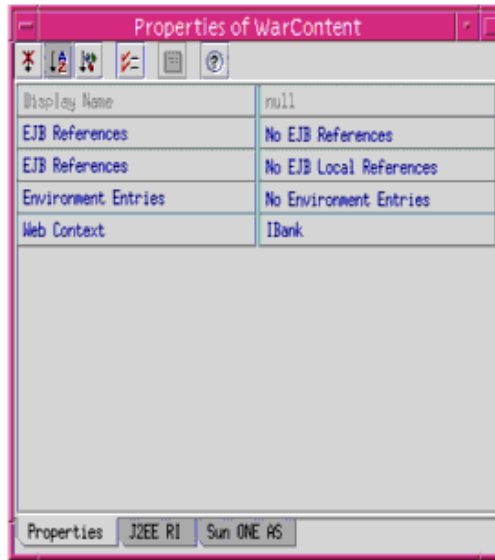 Properties of WarContent
Display Name null
EJB References No EJB References
EJB References No EJB Local References
Environment Entries No Environment Entries
Web Context IBank
Properties J2EE RI Sun ONE AS